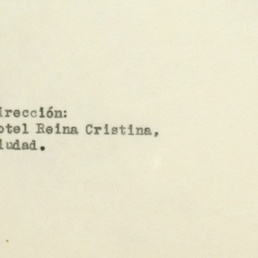 irección:
otel Reina Cristina,
iudad.